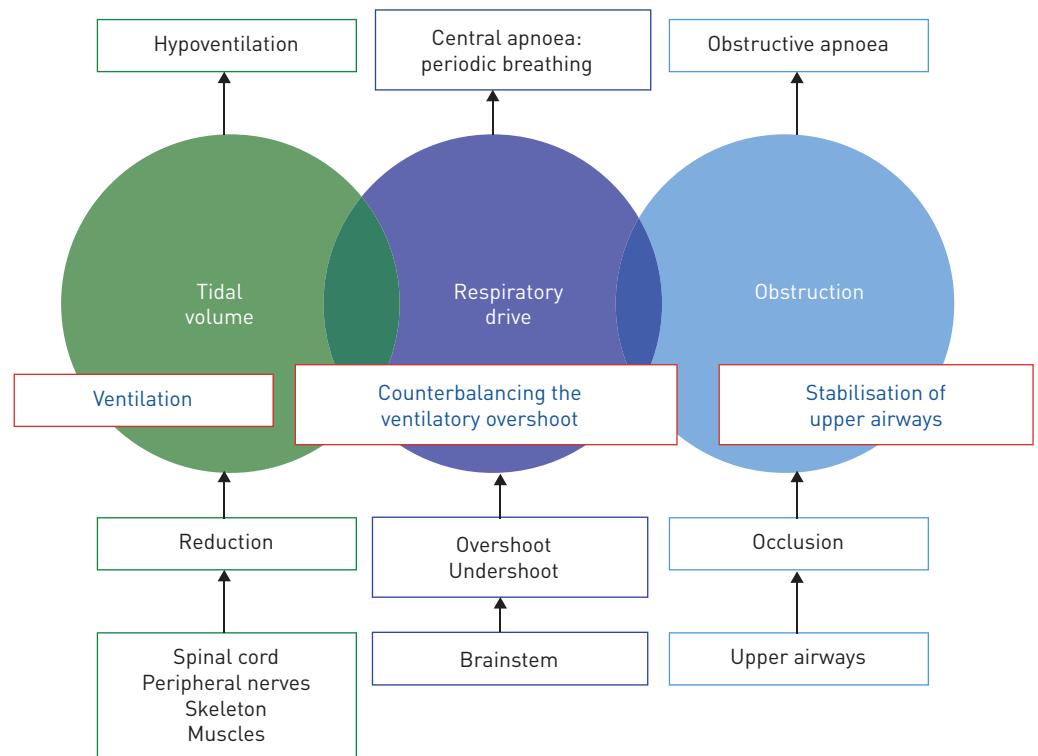 Hypoventilation
Central apnoea:
periodic breathing
Obstructive apnoea
Tidal
volume
Respiratory
drive
Obstruction
Ventilation
Counterbalancing the
ventilatory overshoot
Stabilisation of
upper airways
Reduction
Overshoot
Undershoot
Occlusion
Spinal cord
Peripheral nerves
Skeleton
Muscles
Brainstem
Upper airways